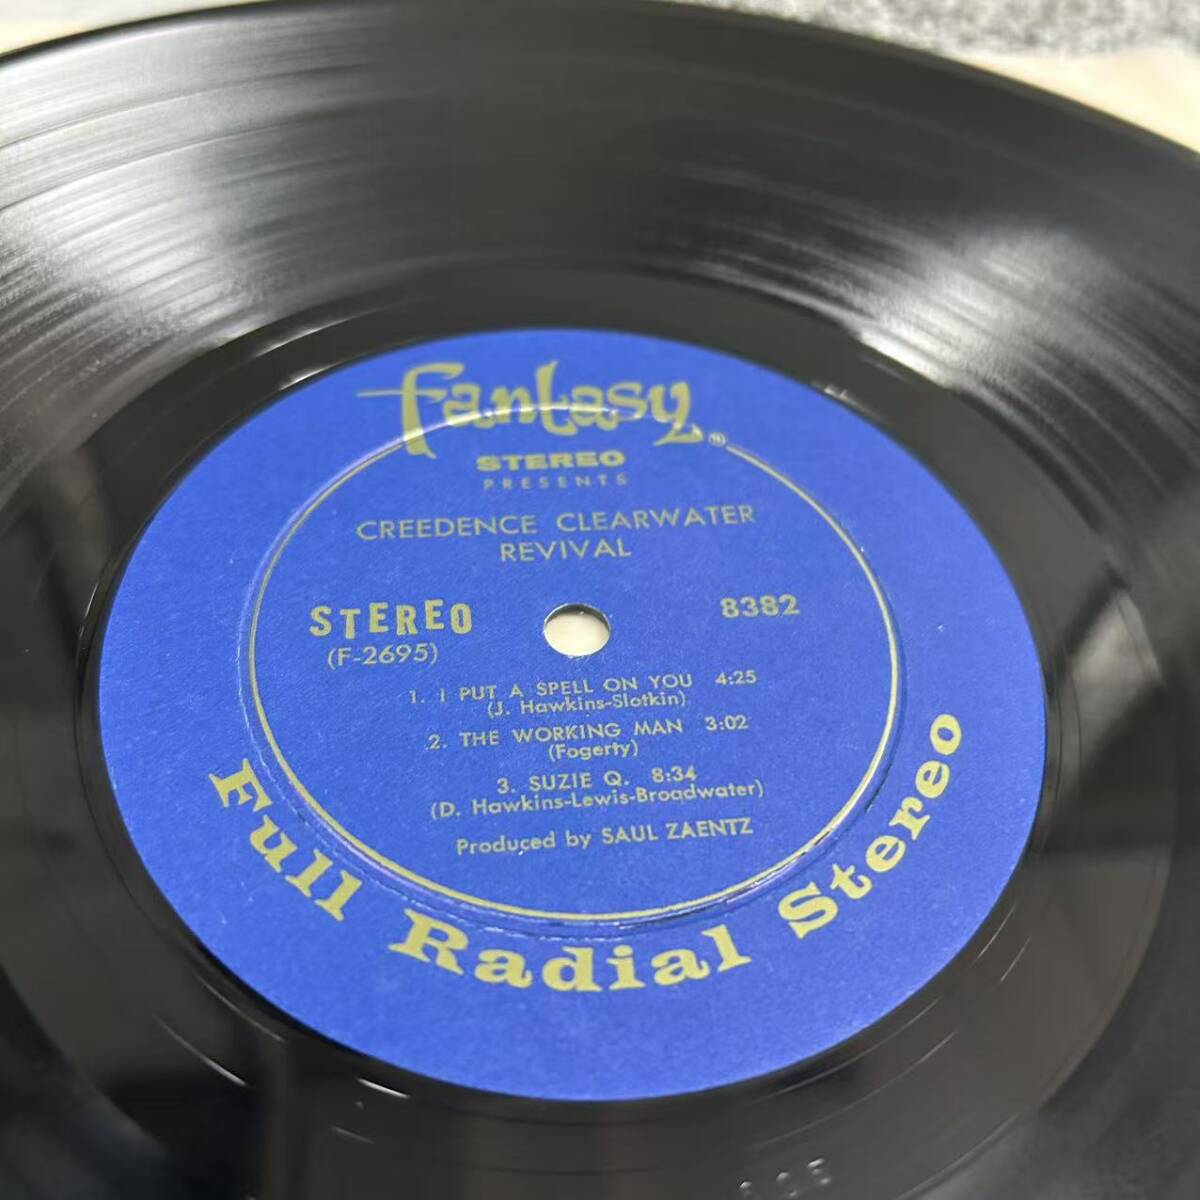 Fantasy®
STEREO
PRESENTS
CREEDENCE CLEARWATER
REVIVAL
STEREO 8382
(F-2695)
1. I PUT A SPELL ON YOU 4:25
(J. Hawkins-Slotkin)
2. THE WORKING MAN 3:02
(Fogerty)
3. SUZIE Q. 8:34
(D. Hawkins-Lewis-Broadwater)
Produced by SAUL ZAENTZ
Full Radial Stereo